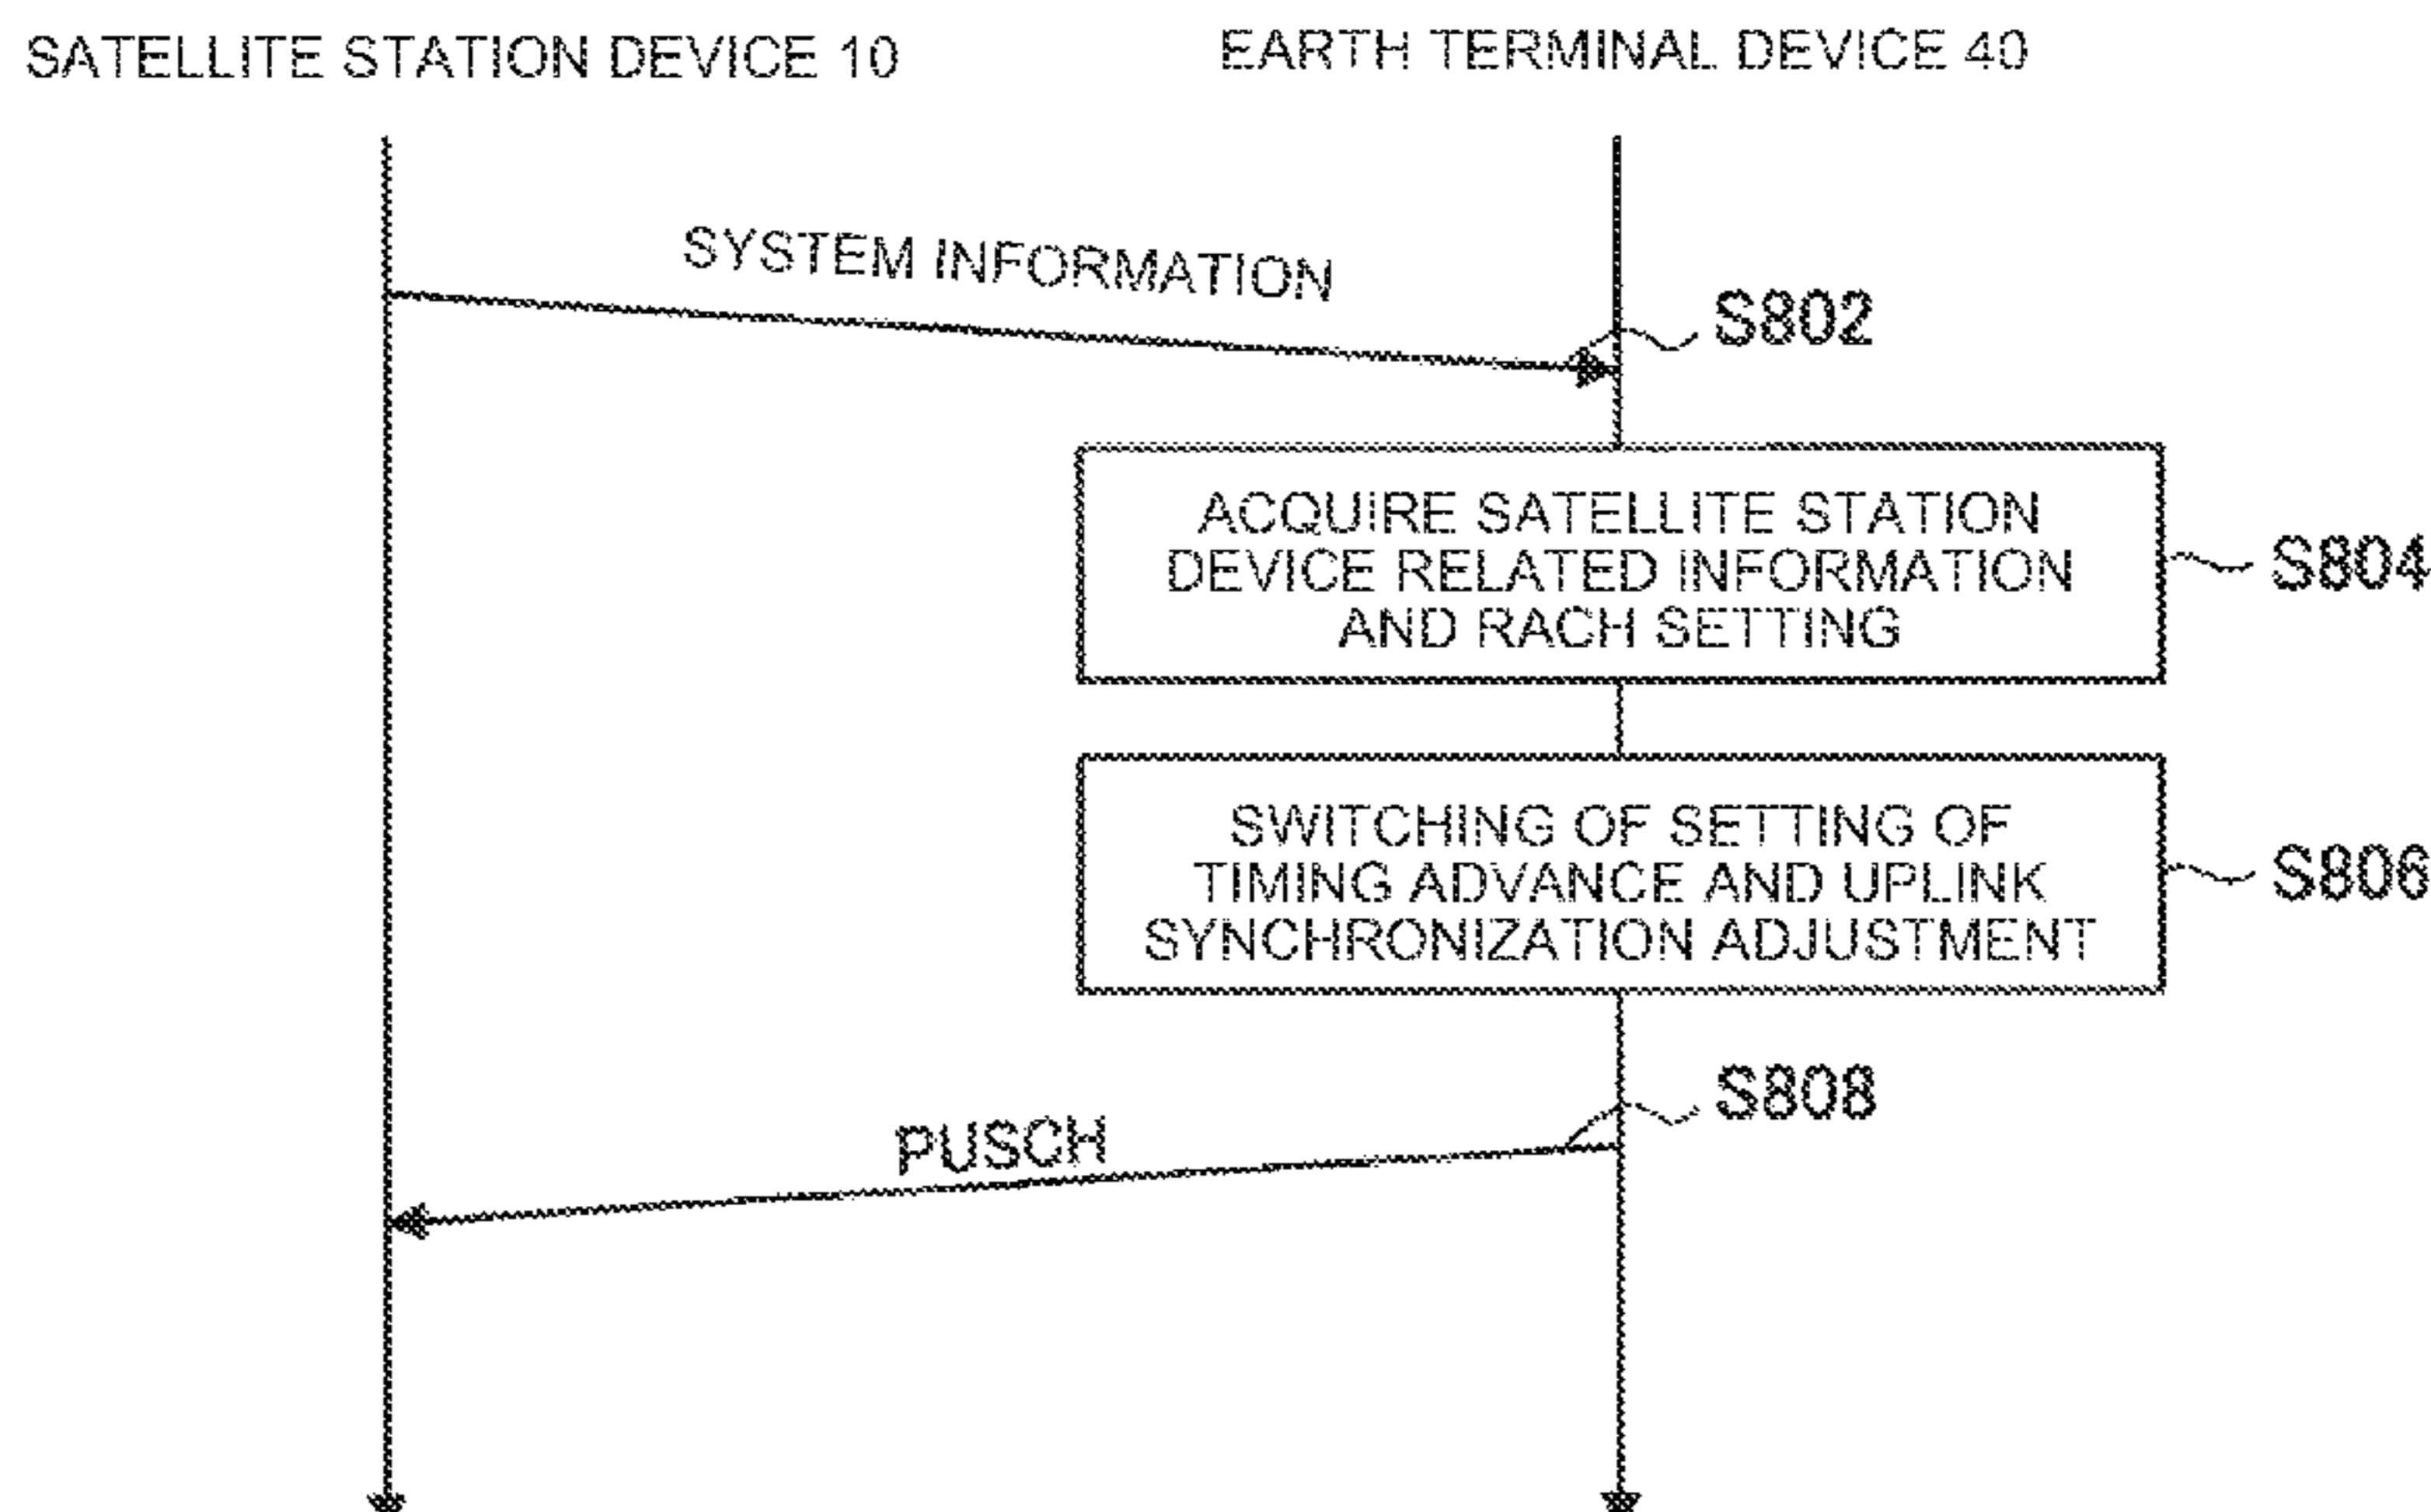 SATELLITE STATION DEVICE 10
EARTH TERMINAL DEVICE 40
SYSTEM INFORMATION
S802
ACQUIRE SATELLITE STATION
DEVICE RELATED INFORMATION
AND RACH SETTING
S804
SWITCHING OF SETTING OF
TIMING ADVANCE AND UPLINK
SYNCHRONIZATION ADJUSTMENT
S806
S808
PUSCH